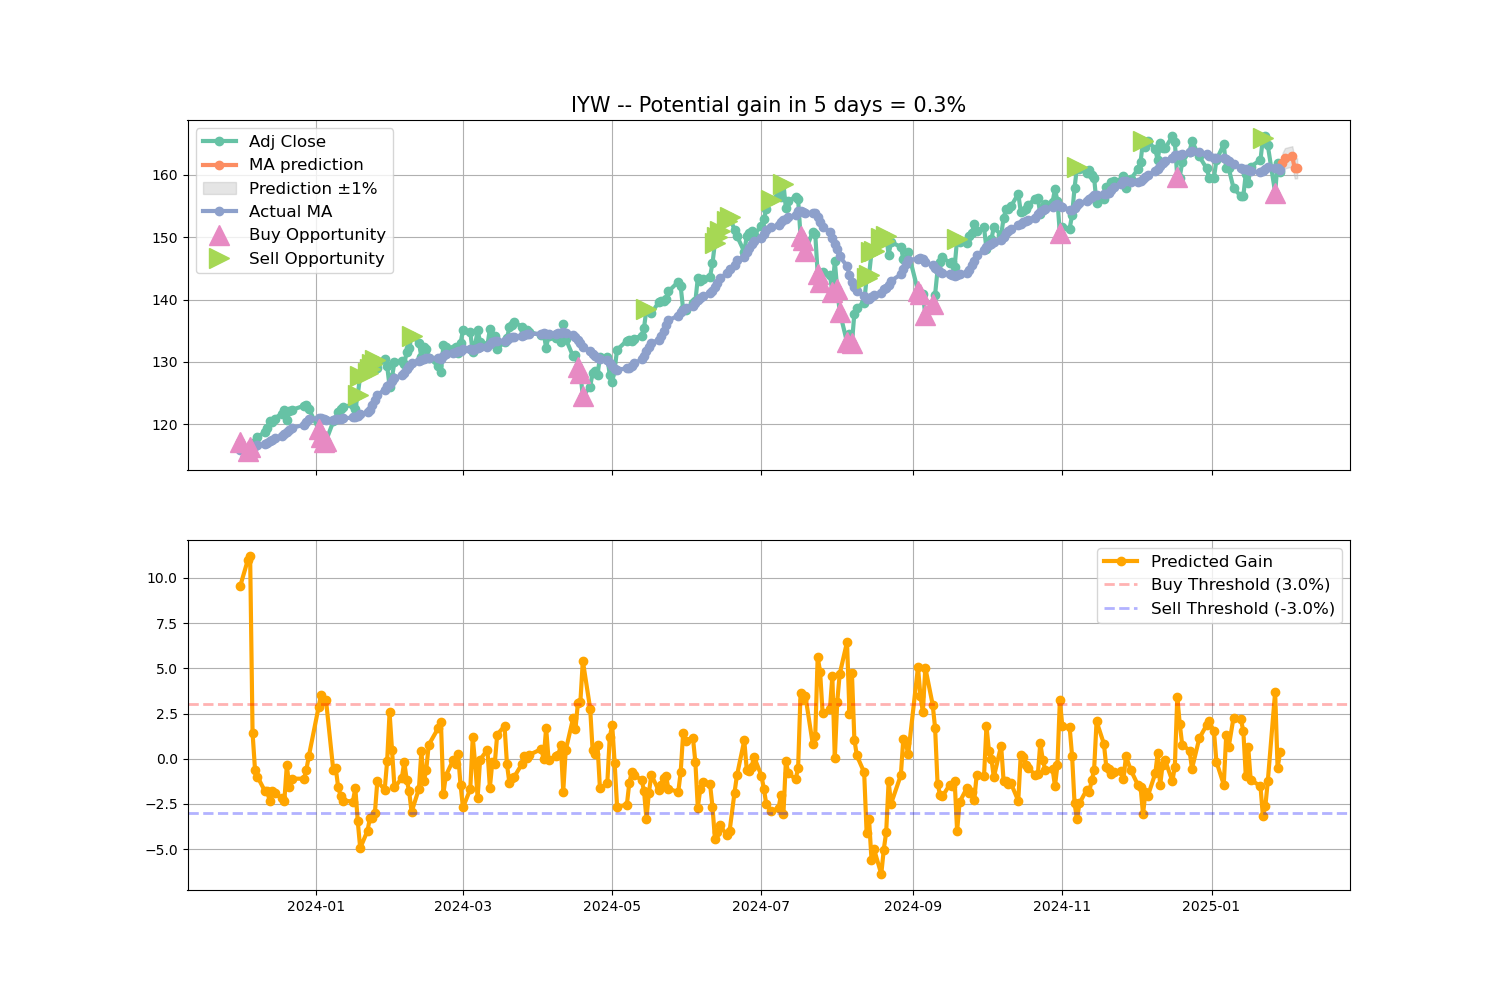 IYW -- Potential gain in 5 days = 0.3%
Adj Close
MA prediction
Prediction ±1%
Actual MA
Buy Opportunity
Sell Opportunity
160
150
140
130
120
Predicted Gain
Buy Threshold (3.0%)
Sell Threshold (-3.0%)
10.0
7.5
5.0
2.5
0.0
−2.5
−5.0
2024-01 2024-03 2024-05 2024-07 2024-09 2024-11 2025-01